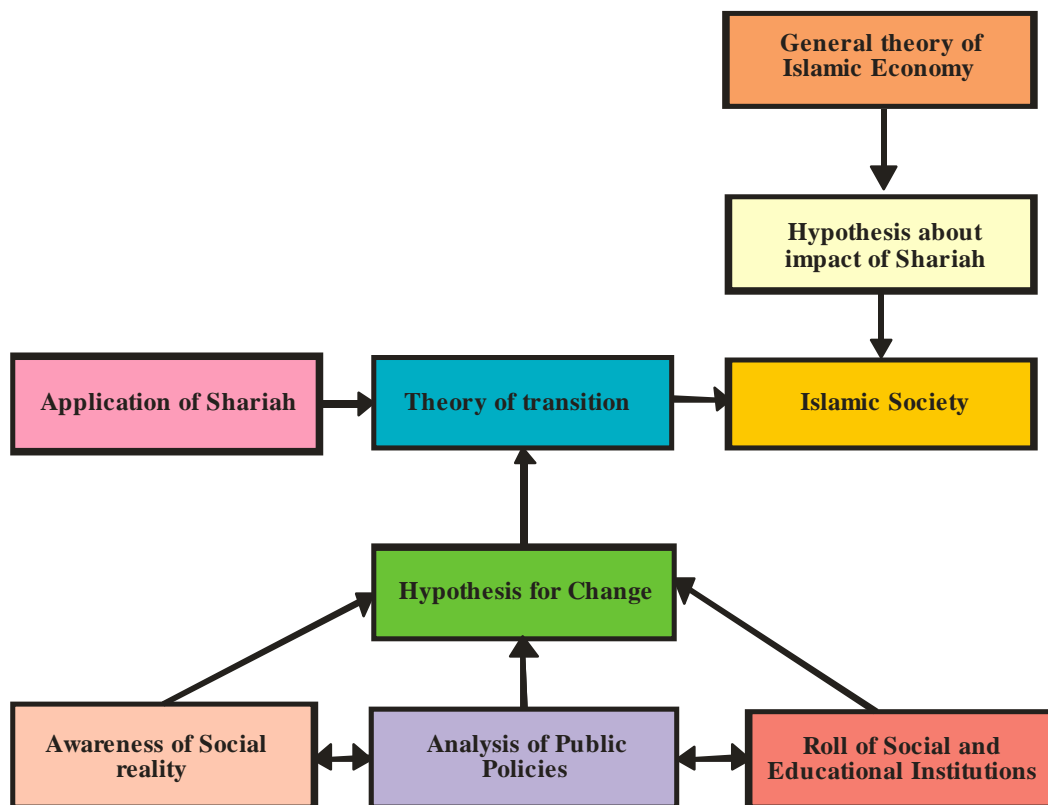 General theory of
Islamic Economy
Hypothesis about
impact of Shariah
Application of Shariah
Theory of transition
Islamic Society
Hypothesis for Change
Awareness of Social
reality
Analysis of Public
Policies
Roll of Social and
Educational Institutions